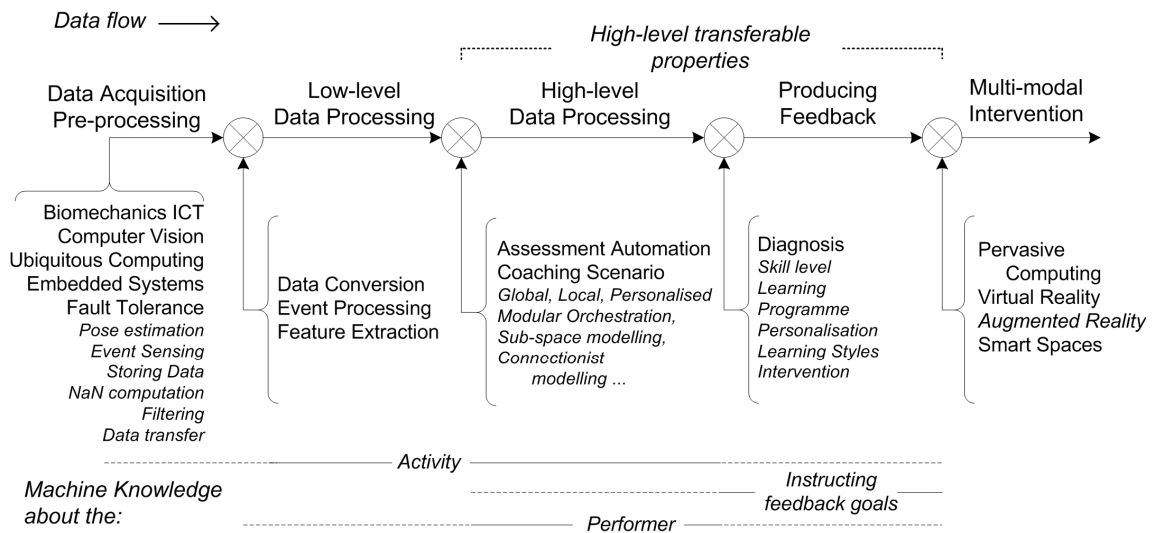 Data flow
High-level transferable
properties
Data Acquisition
Pre-processing
Low-level
Data Processing
High-level
Data Processing
Producing
Feedback
Multi-modal
Intervention
Biomechanics ICT
Computer Vision
Ubiquitous Computing
Embedded Systems
Fault Tolerance
Pose estimation
Event Sensing
Storing Data
NaN computation
Filtering
Data transfer
Data Conversion
Event Processing
Feature Extraction
Assessment Automation
Coaching Scenario
Global, Local, Personalised
Modular Orchestration,
Sub-space modelling,
Connoctionist
modelling ...
Diagnosis
Skill level
Learning
Programme
Personalisation
Learning Styles
Intervention
Pervasive
Computing
Virtual Reality
Augmented Reality
Smart Spaces
Machine Knowledge
about the:
Activity
Instructing
feedback goals
Performer